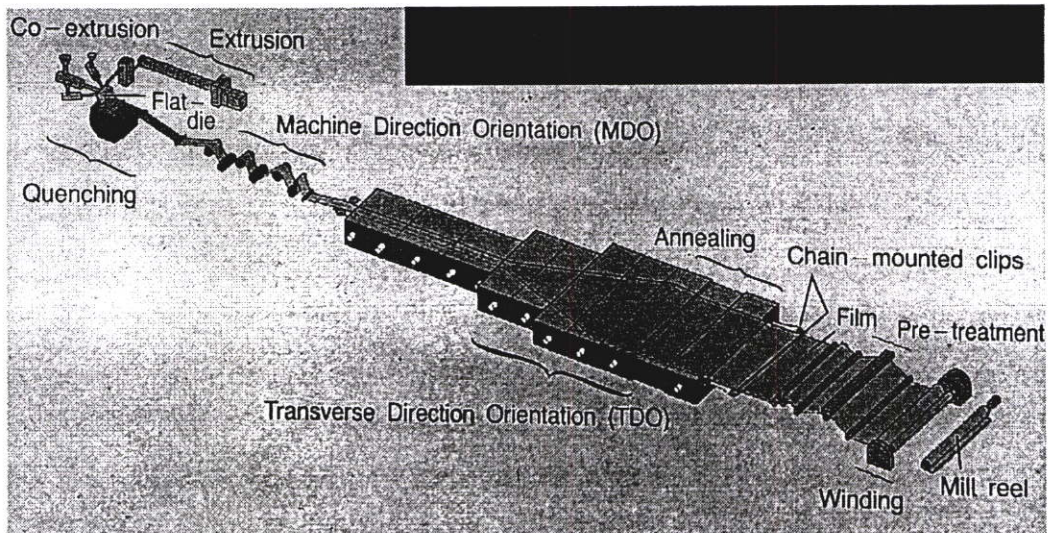 Co-extrusion
Extrusion
Flat-
die
Machine Direction Orientation (MDO)
Quenching
Annealing
Chain-mounted clips
Film
Pre-treatment
Transverse Direction Orientation (TDO)
Winding
Mill reel